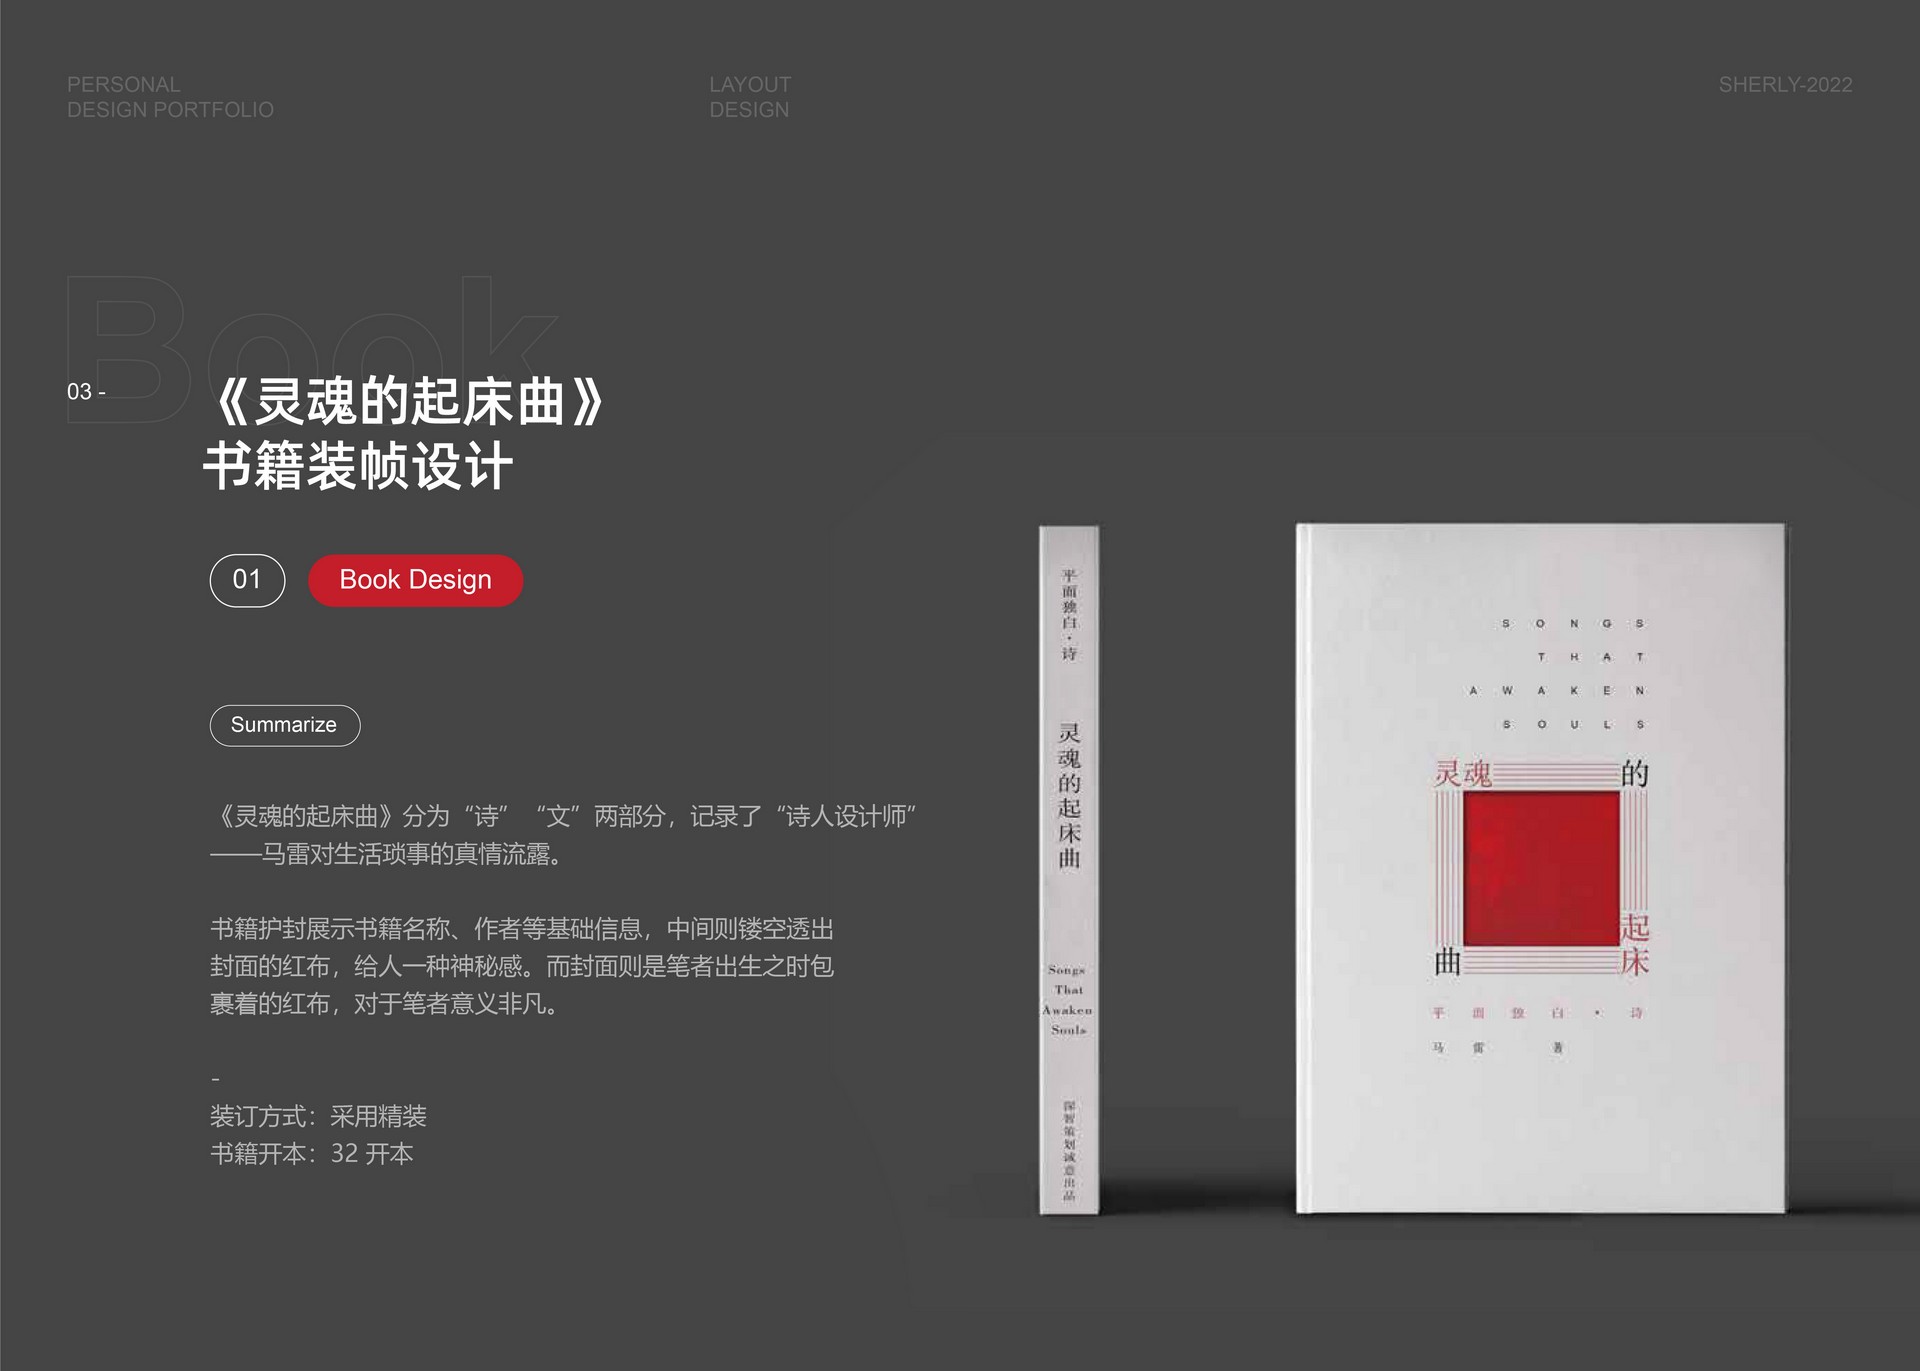 PERSONAL
DESIGN PORTFOLIO
LAYOUT
DESIGN
SHERLY-2022
Book
03 -
《灵魂的起床曲》
书籍装帧设计
01
Book Design
Summarize
《灵魂的起床曲》分为“诗”“文”两部分，记录了“诗人设计师”
——马雷对生活琐事的真情流露。
书籍护封展示书籍名称、作者等基础信息，中间则镂空透出
封面的红布，给人一种神秘感。而封面则是笔者出生之时包
裹着的红布，对于笔者意义非凡。
-
装订方式：采用精装
书籍开本：32 开本
平面独白·诗
灵魂的起床曲
Songs
That
Awaken
Souls
深智策划诚意出品
SONGS
THAT
AWAKEN
SOULS
灵魂的
起床
曲
平面独白·诗
马雷 著